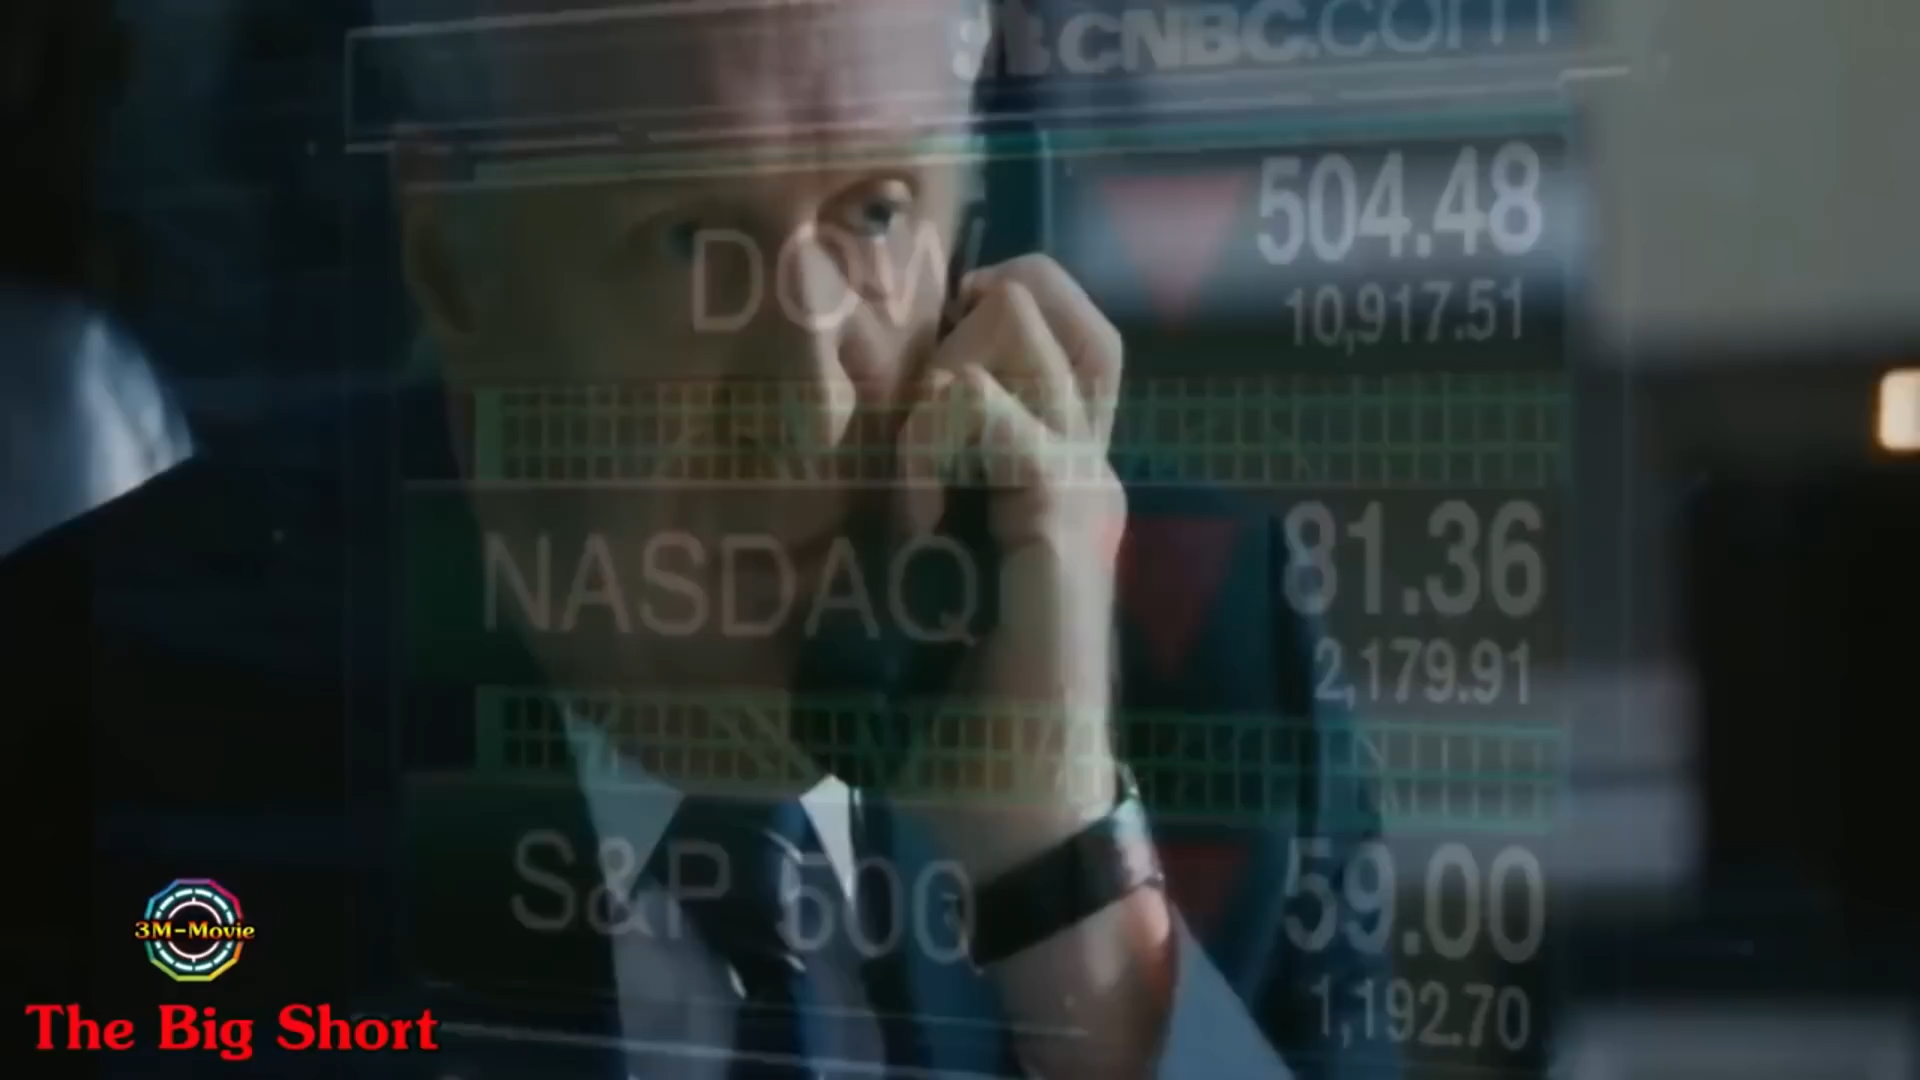 CNBC.com
DOW 504.48
10,917.51
NASDAQ 81.36
2,179.91
S&P 500 59.00
1,192.70
3M-Movie
The Big Short